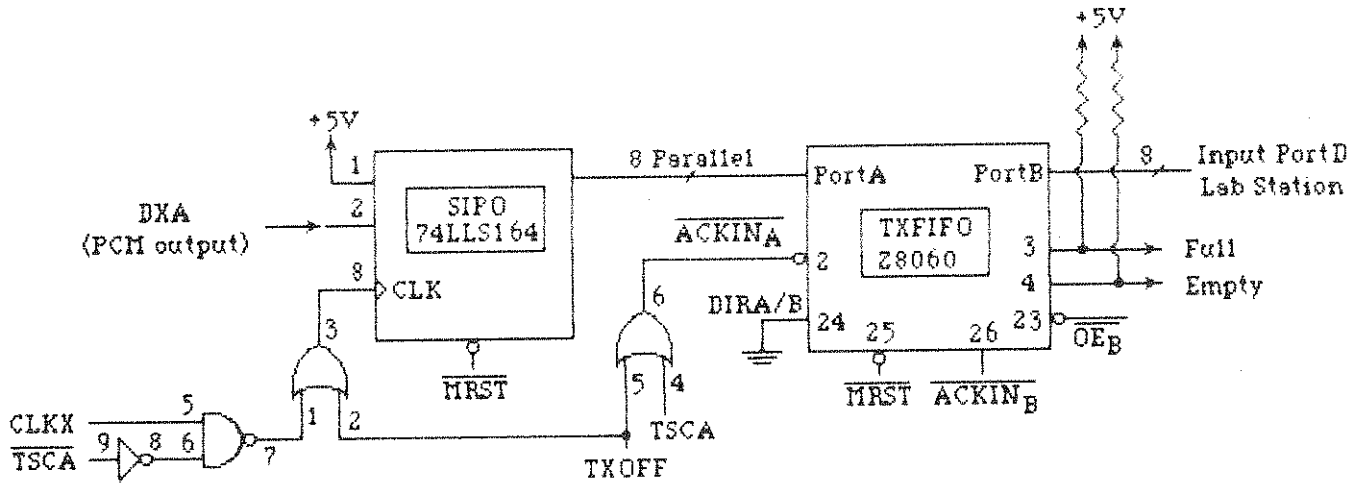 +5V
+5V
1
2
DXA
(PCM output)
SIPO
74LLS164
8
CLK
8 Parallel
PortA
PortB
8
Input PortD
Lab Station
TXFIFO
Z8060
ACKINA
2
3
Full
4
Empty
DIRA/B
24
25
26
23
OEB
MRST
MRST
ACKINB
3
6
5
4
1
2
TSCA
TXOFF
CLKX
5
TSCA
9
8
6
7